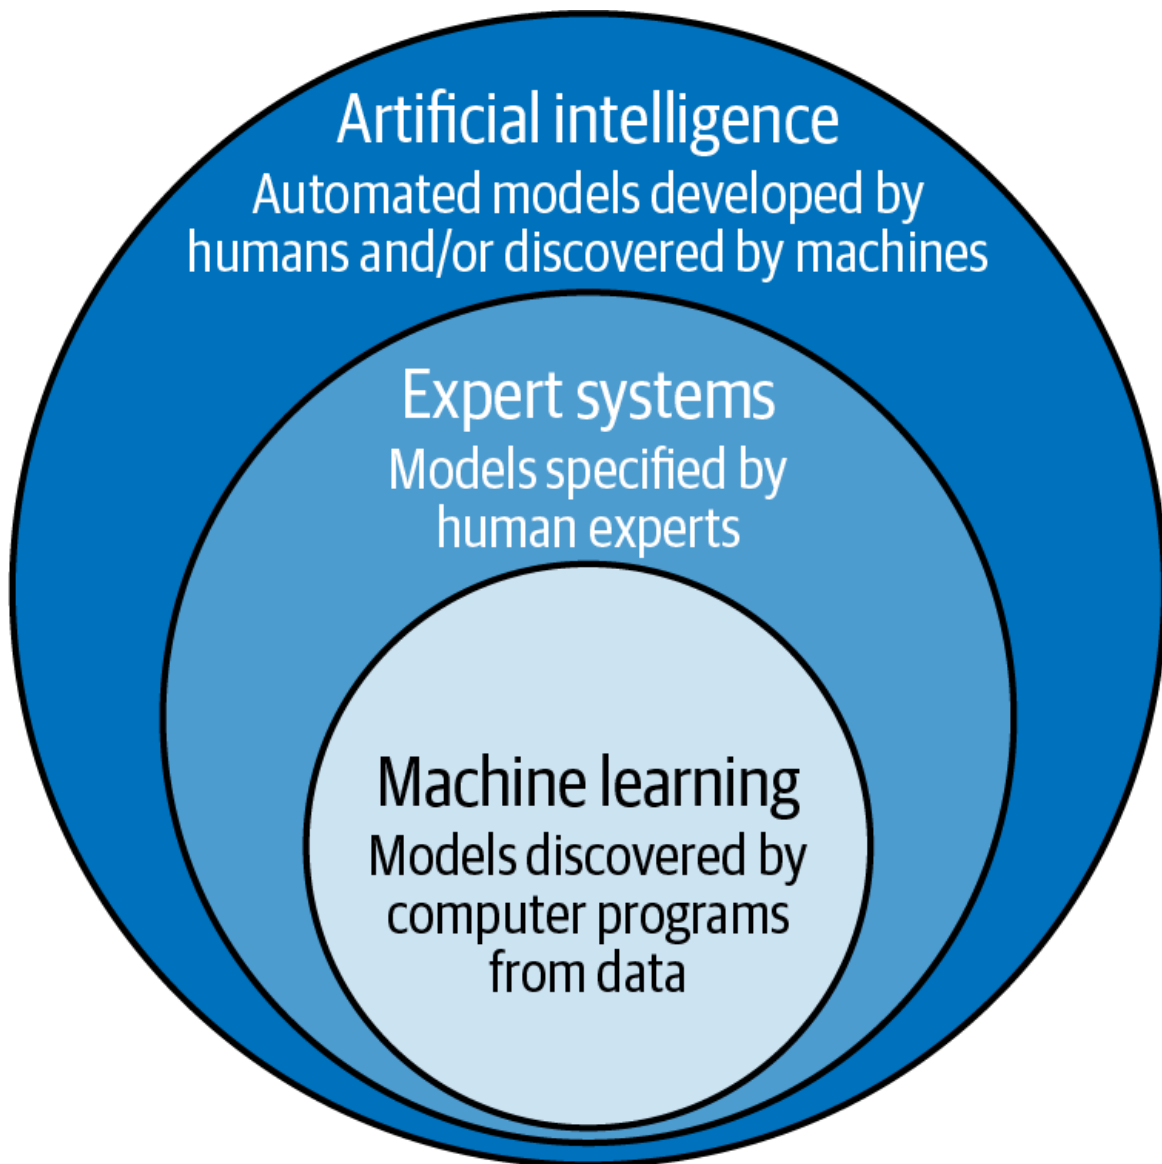 Artificial intelligence
Automated models developed by
humans and/or discovered by machines
Expert systems
Models specified by
human experts
Machine learning
Models discovered by
computer programs
from data